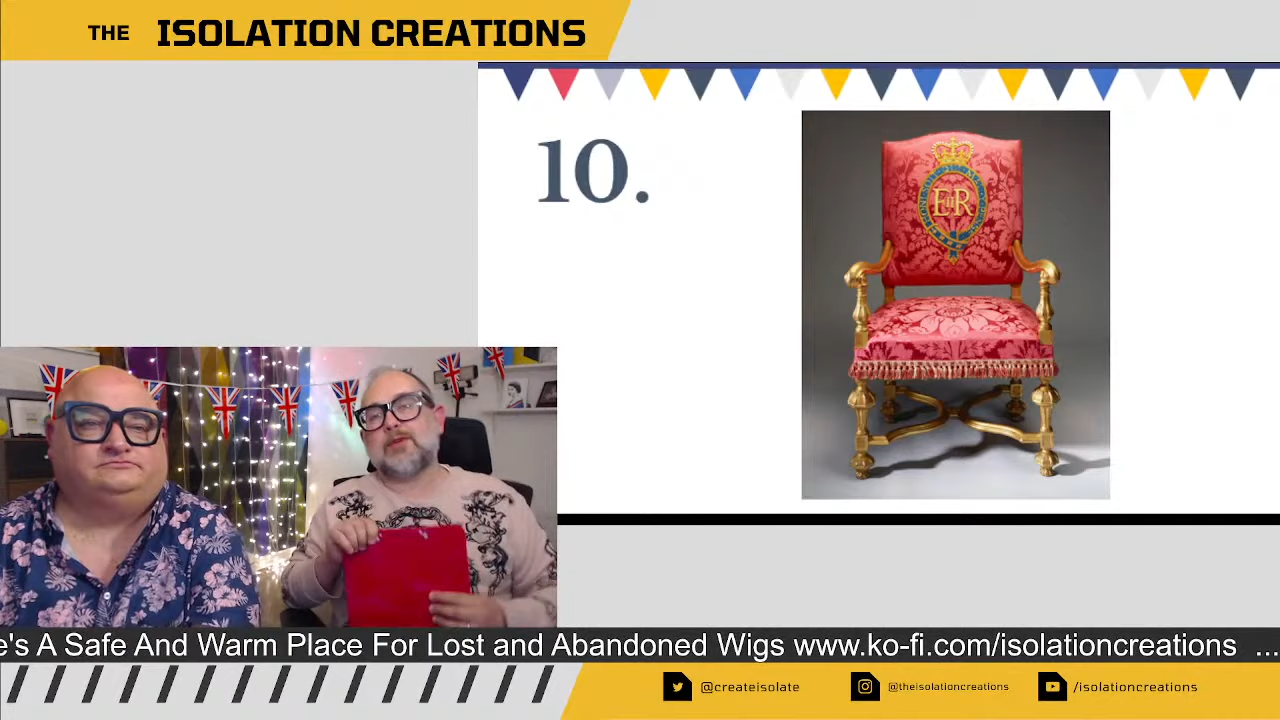 THE ISOLATION CREATIONS
10.
E II R
e's A Safe And Warm Place For Lost and Abandoned Wigs www.ko-fi.com/isolationcreations ...
@createisolate @theisolationcreations /isolationcreations